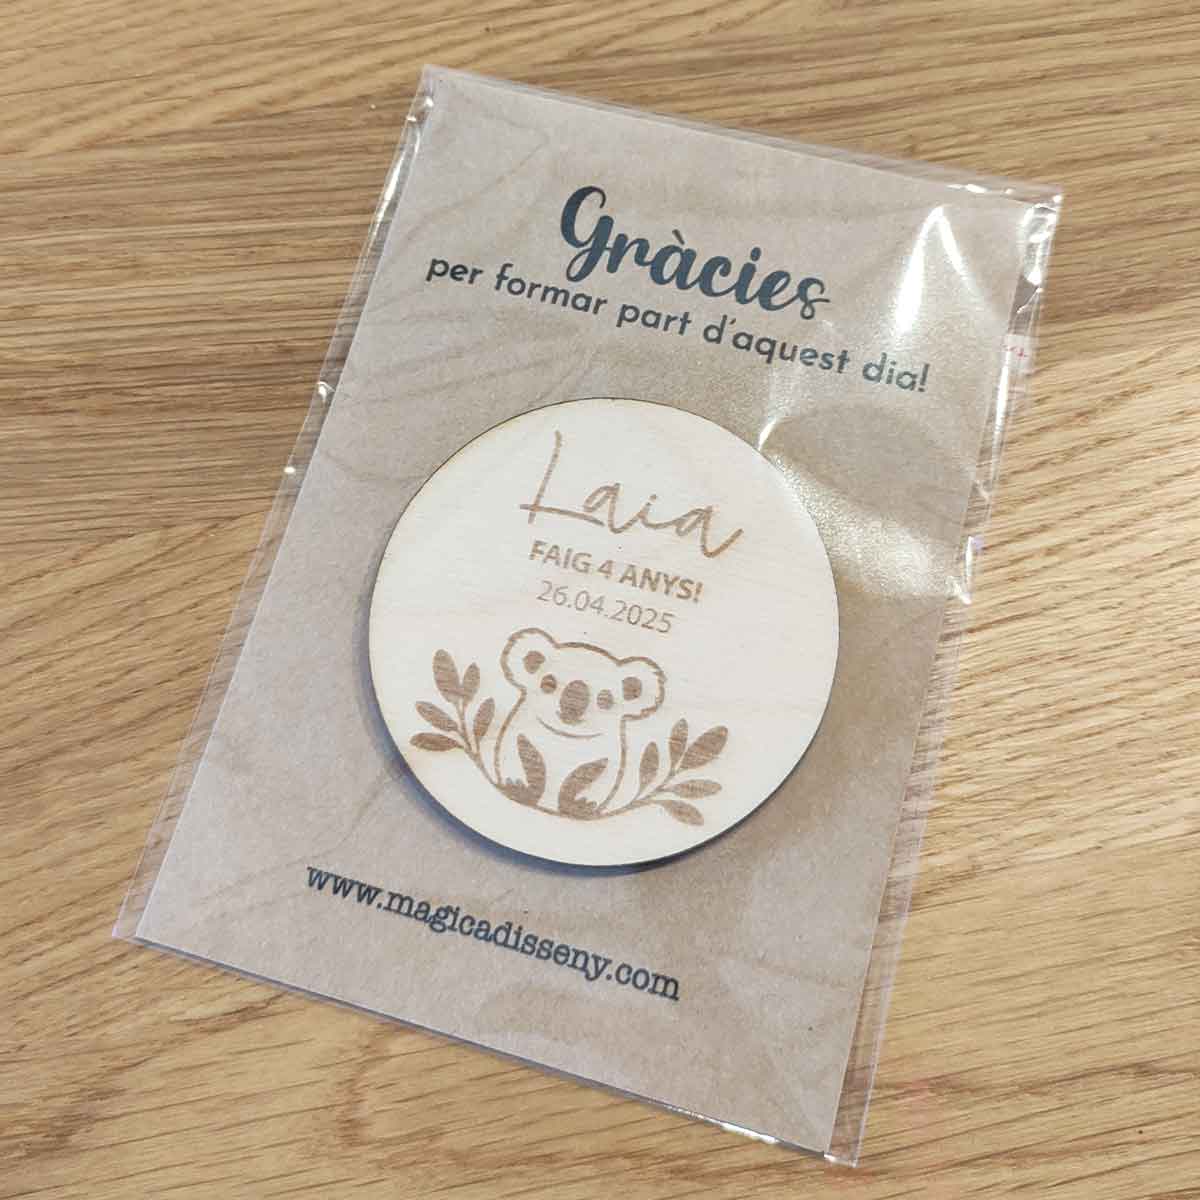 Gràcies
per formar part d'aquest dia!
Laia
FAIG 4 ANYS!
26.04.2025
www.magicadisseny.com